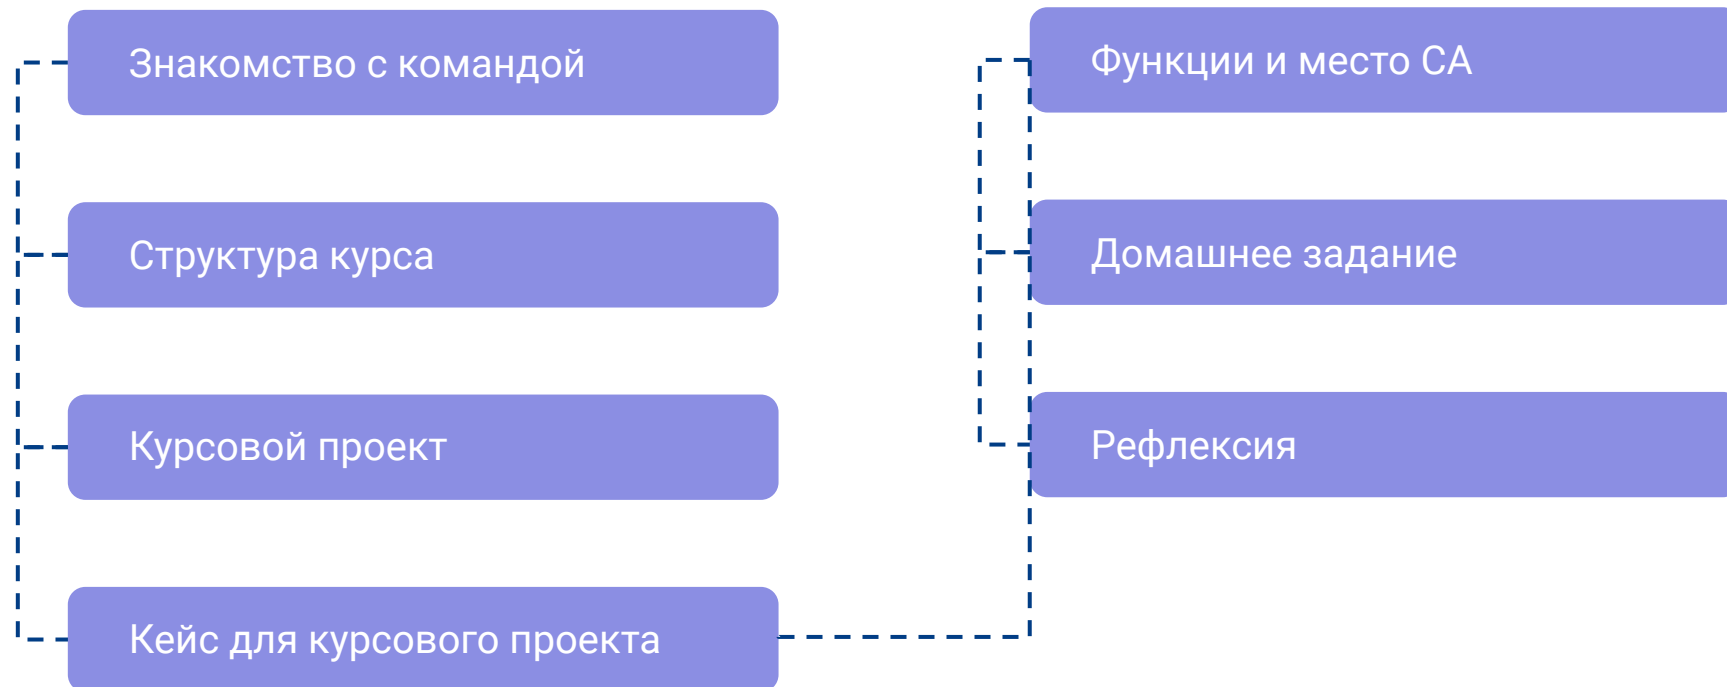 Знакомство с командой
Структура курса
Курсовой проект
Кейс для курсового проекта
Функции и место СА
Домашнее задание
Рефлексия